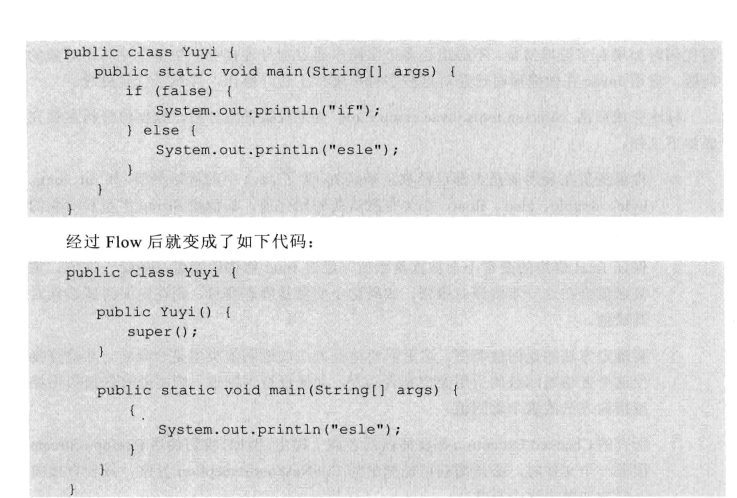 public class Yuyi {
public static void main(String[] args) {
if (false) {
System.out.println("if");
} else {
System.out.println("esle");
}
}
}
经过 Flow 后就变成了如下代码：
public class Yuyi {
public Yuyi() {
super();
}
public static void main(String[] args) {
{
System.out.println("esle");
}
}
}